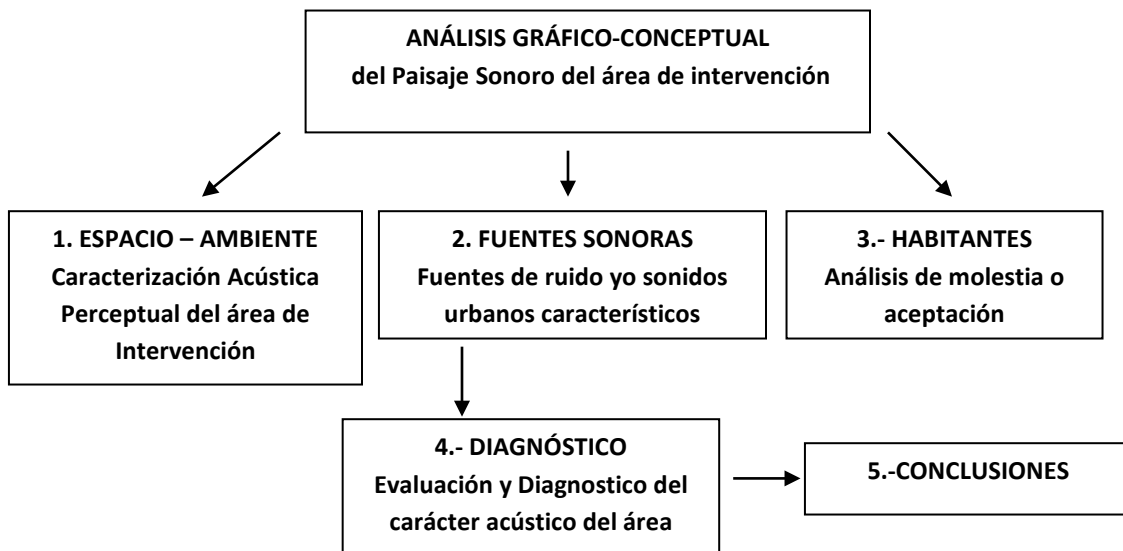 ANÁLISIS GRÁFICO-CONCEPTUAL
del Paisaje Sonoro del área de intervención
1. ESPACIO – AMBIENTE
Caracterización Acústica
Perceptual del área de
Intervención
2. FUENTES SONORAS
Fuentes de ruido yo sonidos
urbanos característicos
3.- HABITANTES
Análisis de molestia o
aceptación
4.- DIAGNÓSTICO
Evaluación y Diagnostico del
carácter acústico del área
5.-CONCLUSIONES